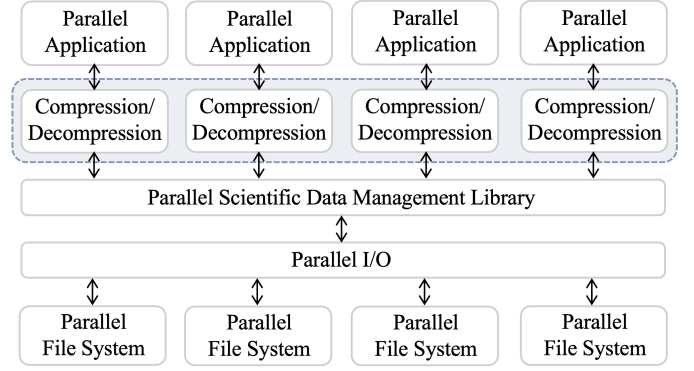 Parallel
Application
Parallel
Application
Parallel
Application
Parallel
Application
Compression/
Decompression
Compression/
Decompression
Compression/
Decompression
Compression/
Decompression
Parallel Scientific Data Management Library
Parallel I/O
Parallel
File System
Parallel
File System
Parallel
File System
Parallel
File System